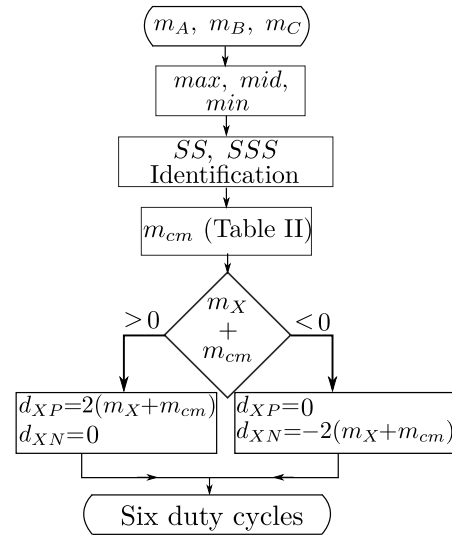 m_A, m_B, m_C
max, mid,
min
SS, SSS
Identification
m_cm (Table II)
m_X
+
m_cm
>0
<0
d_XP=2(m_X+m_cm)
d_XN=0
d_XP=0
d_XN=−2(m_X+m_cm)
Six duty cycles